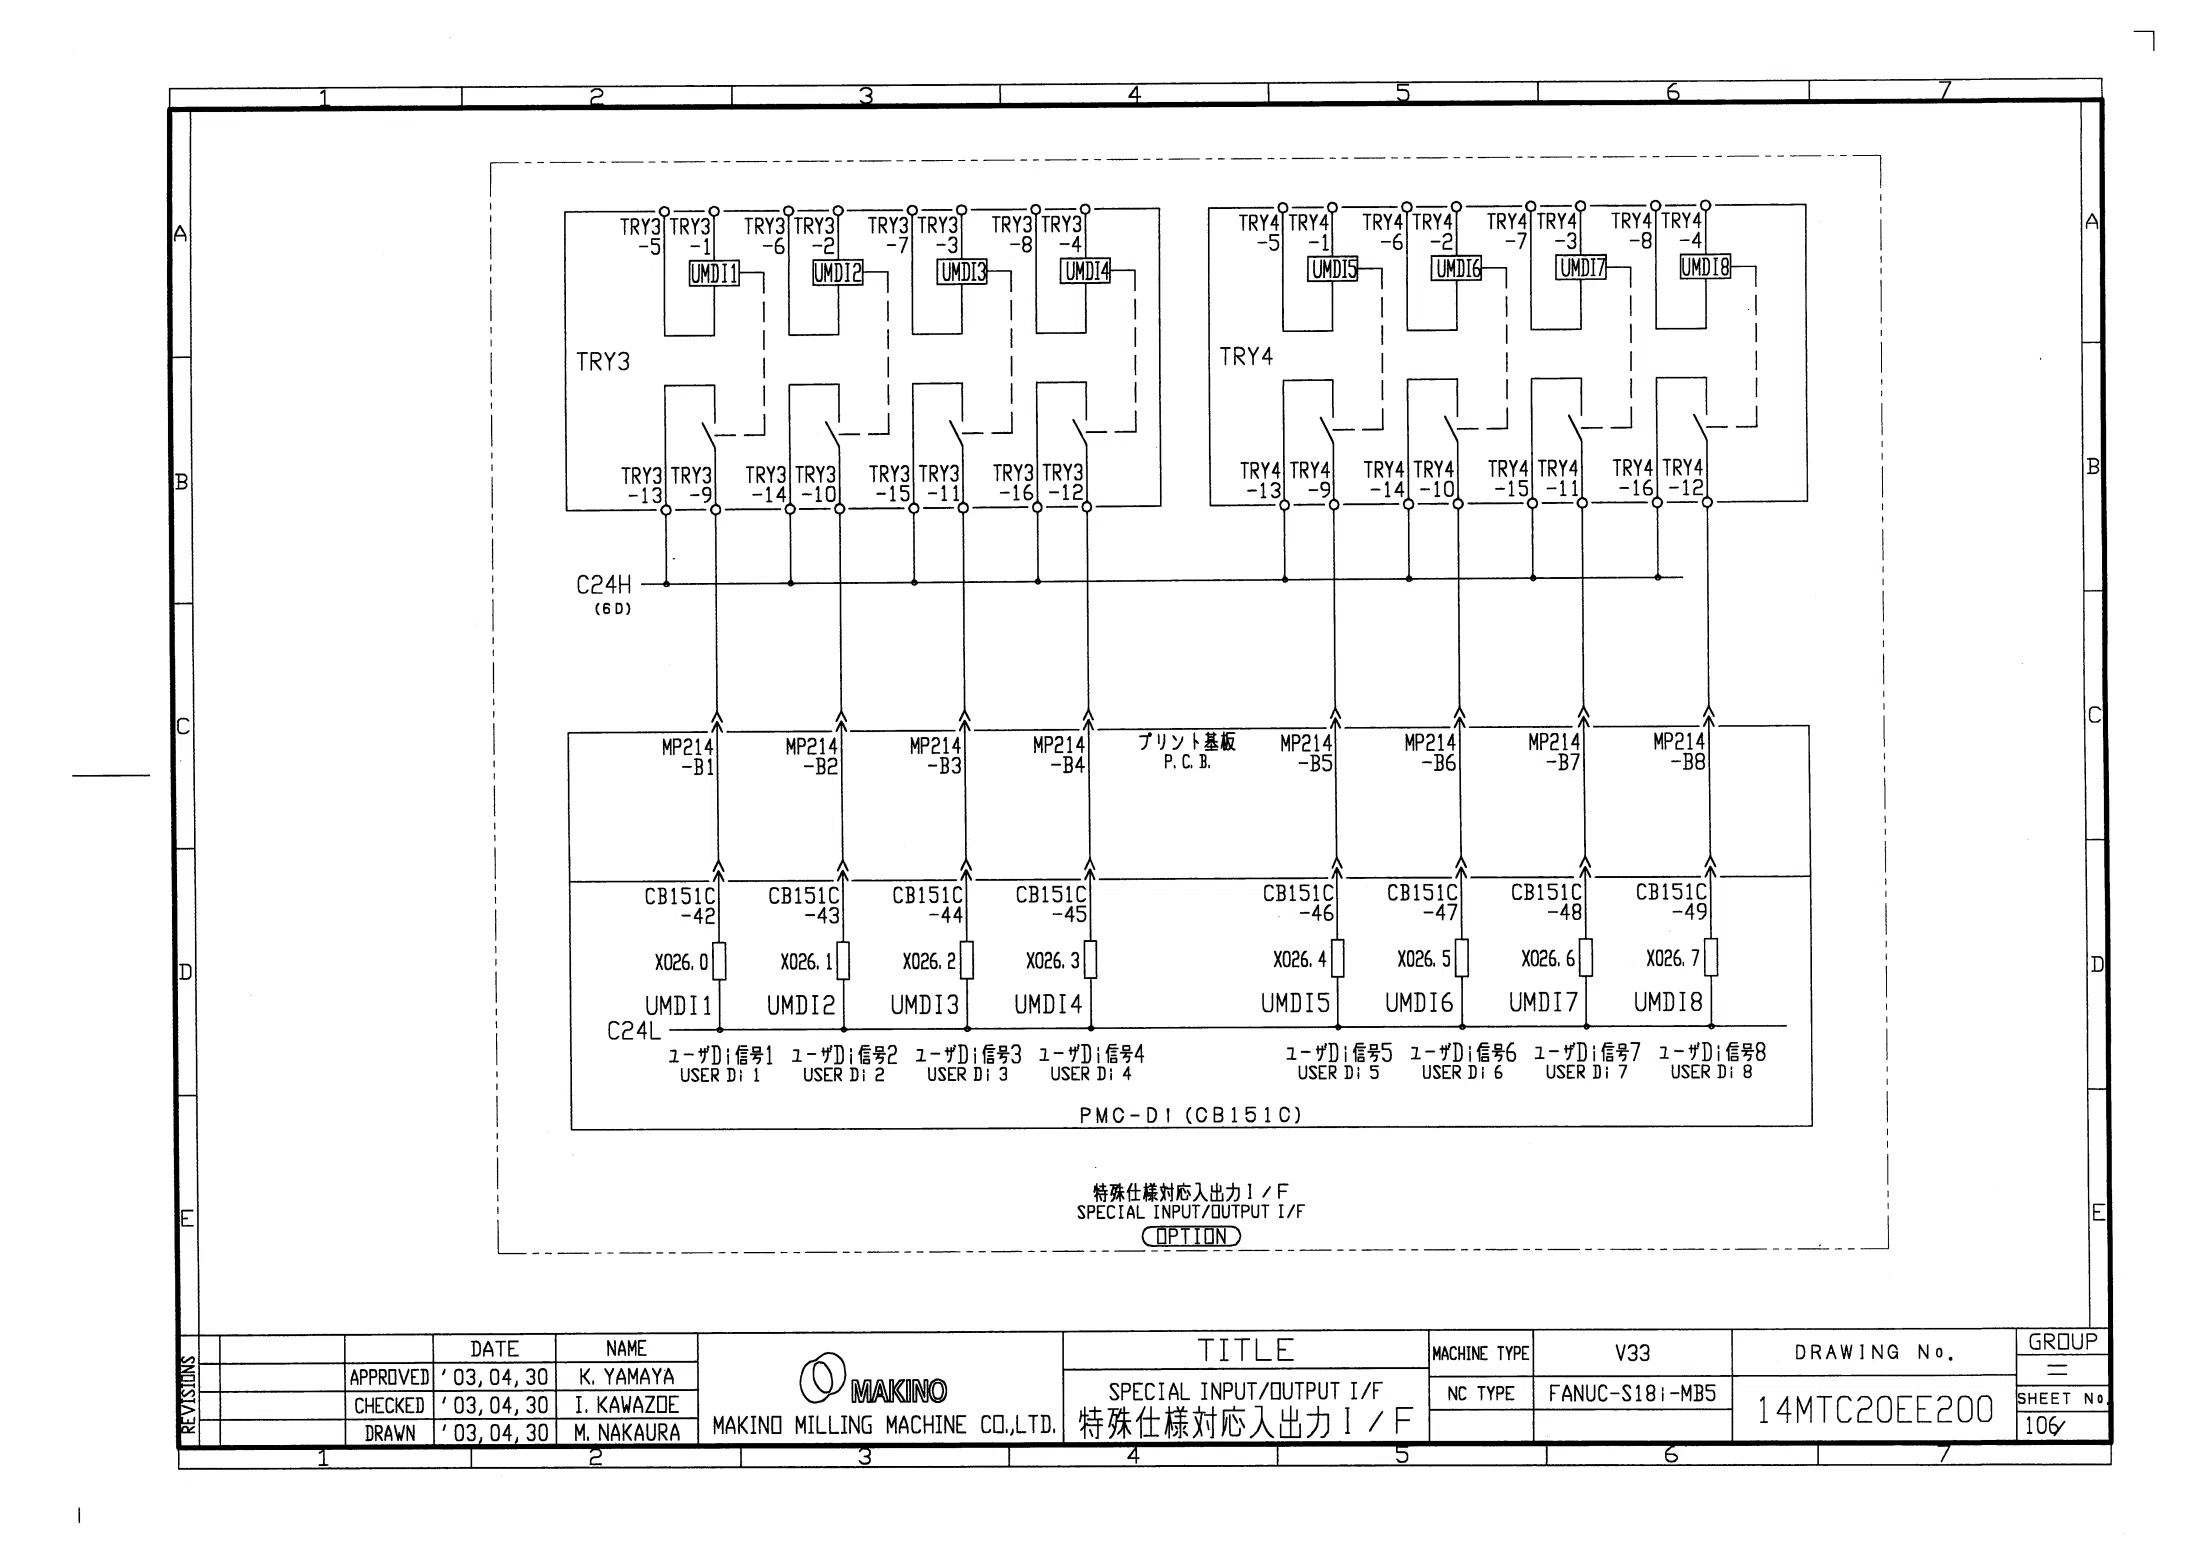 1 2 3 4 5 6 7
A A
TRY3 TRY3 TRY3 TRY3 TRY3 TRY3 TRY3 TRY3 TRY4 TRY4 TRY4 TRY4 TRY4 TRY4 TRY4 TRY4
-5 -1 -6 -2 -7 -3 -8 -4 -5 -1 -6 -2 -7 -3 -8 -4
UMDI1 UMDI2 UMDI3 UMDI4 UMDI5 UMDI6 UMDI7 UMDI8
TRY3 TRY4
B B
TRY3 TRY3 TRY3 TRY3 TRY3 TRY3 TRY3 TRY3 TRY4 TRY4 TRY4 TRY4 TRY4 TRY4 TRY4 TRY4
-13 -9 -14 -10 -15 -11 -16 -12 -13 -9 -14 -10 -15 -11 -16 -12
C24H
(6D)
C C
MP214 MP214 MP214 MP214 プリント基板 MP214 MP214 MP214 MP214
-B1 -B2 -B3 -B4 P.C.B. -B5 -B6 -B7 -B8
CB151C CB151C CB151C CB151C CB151C CB151C CB151C CB151C
-42 -43 -44 -45 -46 -47 -48 -49
D D
X026.0 X026.1 X026.2 X026.3 X026.4 X026.5 X026.6 X026.7
UMDI1 UMDI2 UMDI3 UMDI4 UMDI5 UMDI6 UMDI7 UMDI8
C24L
ユーザDi信号1 ユーザDi信号2 ユーザDi信号3 ユーザDi信号4 ユーザDi信号5 ユーザDi信号6 ユーザDi信号7 ユーザDi信号8
USER Di 1 USER Di 2 USER Di 3 USER Di 4 USER Di 5 USER Di 6 USER Di 7 USER Di 8
PMC-DI(CB151C)
特殊仕様対応入出力I/F
SPECIAL INPUT/OUTPUT I/F
OPTION
E E
REVISIONS
DATE NAME
APPROVED '03,04,30 K. YAMAYA
CHECKED '03,04,30 I. KAWAZOE
DRAWN '03,04,30 M. NAKAURA
MAKINO
MAKINO MILLING MACHINE CO.,LTD.
TITLE
SPECIAL INPUT/OUTPUT I/F
特殊仕様対応入出力I/F
MACHINE TYPE V33
NC TYPE FANUC-S18i-MB5
DRAWING No.
14MTC20EE200
GROUP
=
SHEET No.
106/
1 2 3 4 5 6 7